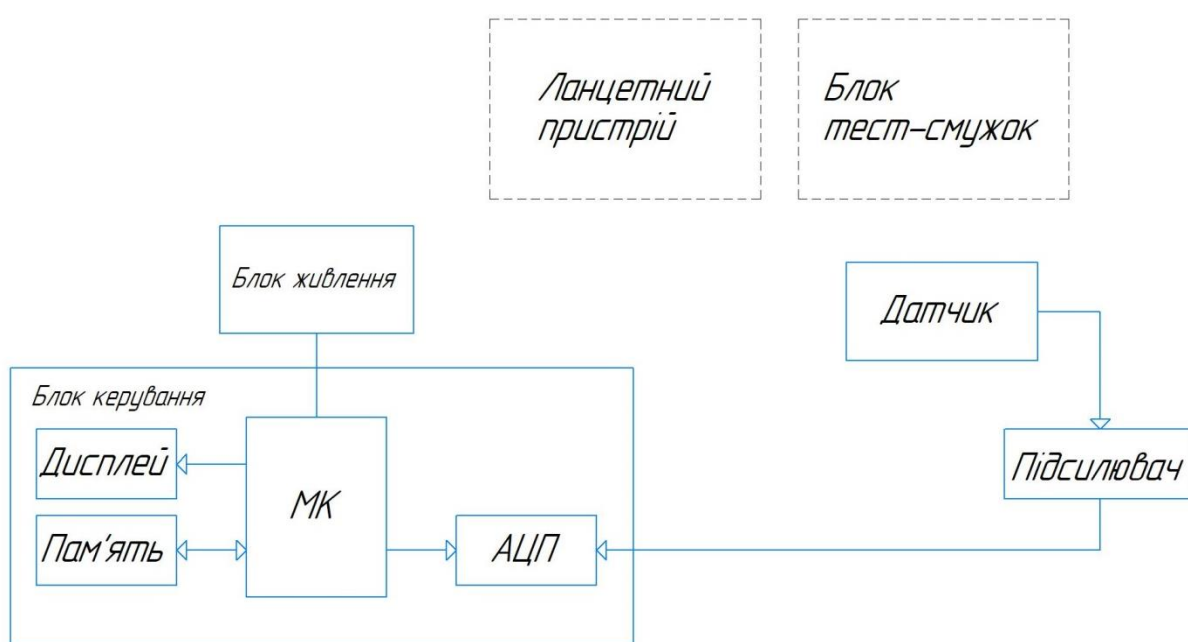 Ланцетний
пристрій
Блок
тест-смужок
Блок живлення
Датчик
Блок керування
Дисплей
МК
Підсилювач
Пам'ять
АЦП